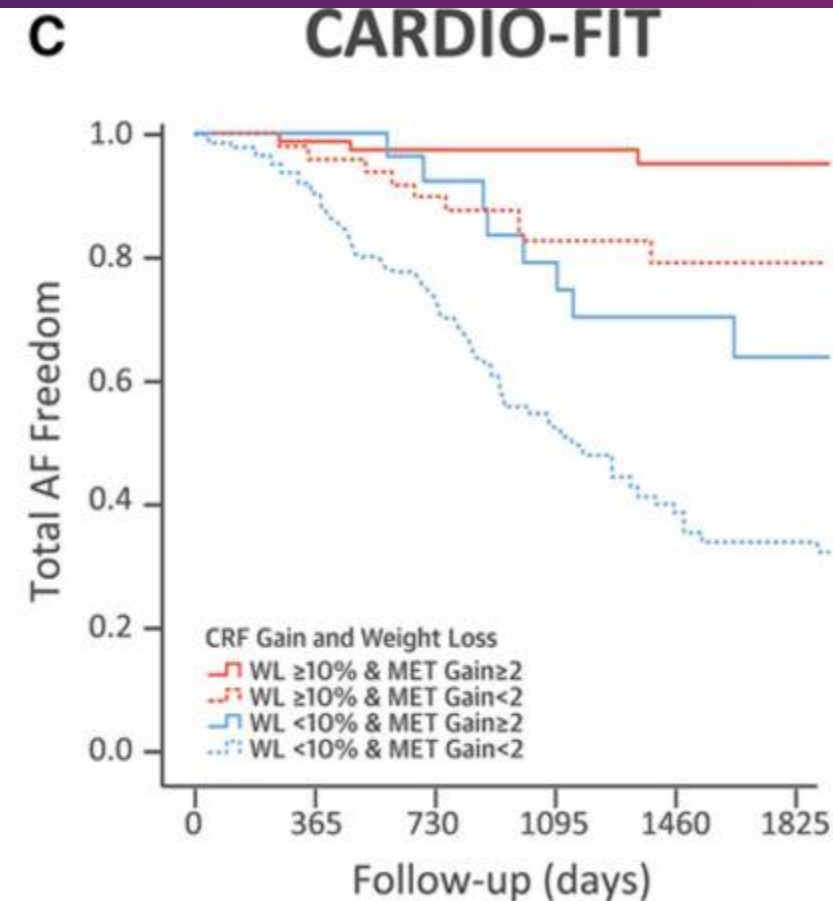 C
CARDIO-FIT
Total AF Freedom
1.0
0.8
0.6
0.4
0.2
0.0
CRF Gain and Weight Loss
WL ≥10% & MET Gain≥2
WL ≥10% & MET Gain<2
WL <10% & MET Gain≥2
WL <10% & MET Gain<2
0 365 730 1095 1460 1825
Follow-up (days)